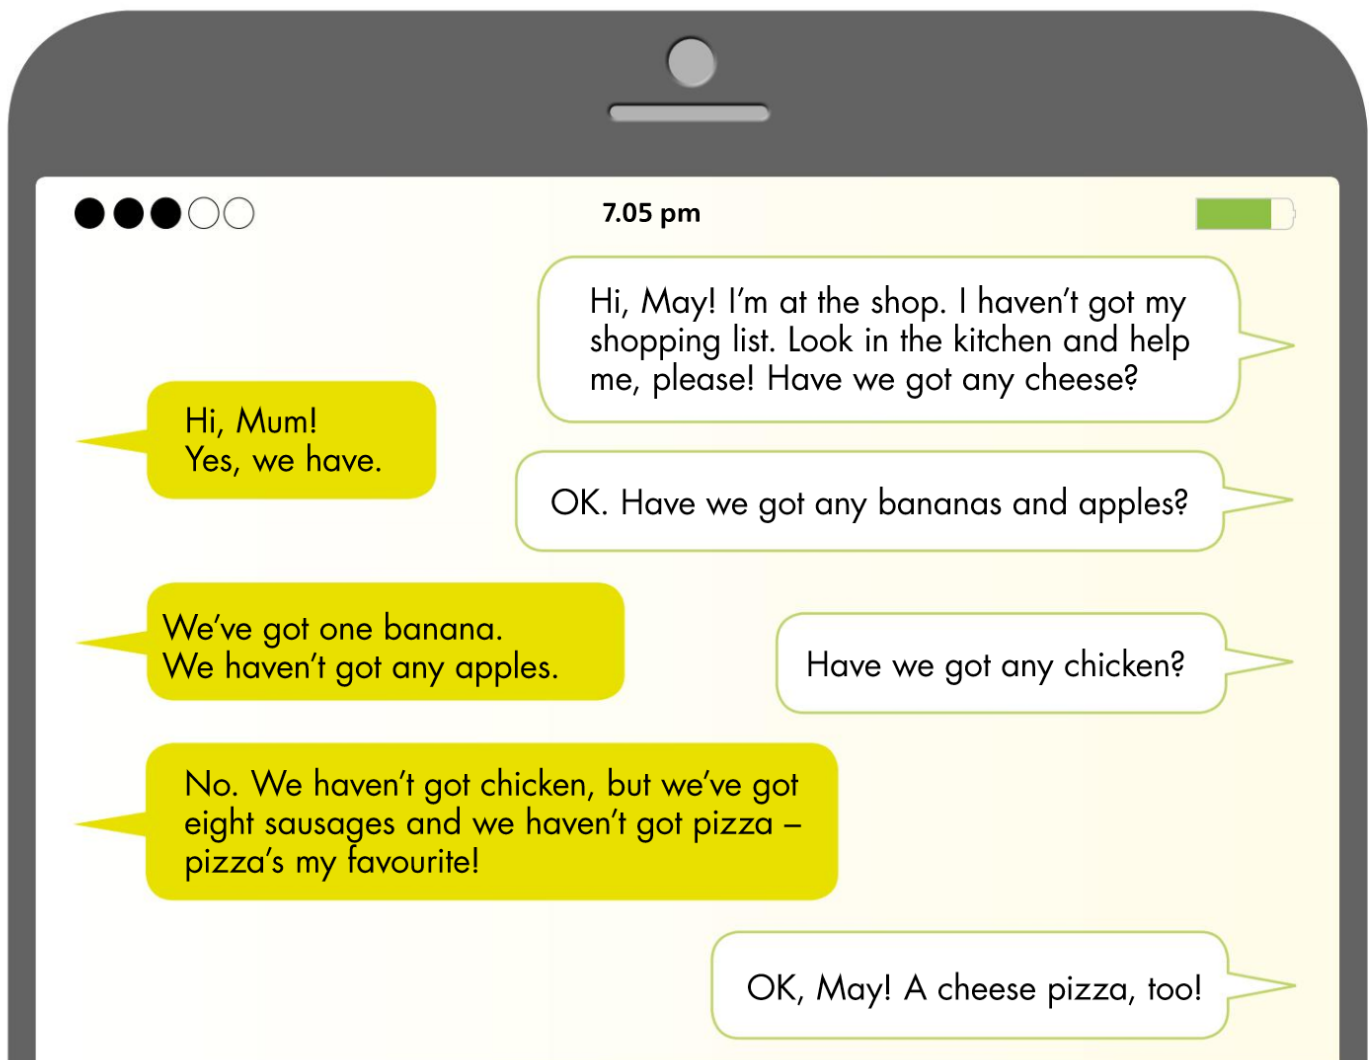 7.05 pm
Hi, May! I'm at the shop. I haven't got my
shopping list. Look in the kitchen and help
me, please! Have we got any cheese?
Hi, Mum!
Yes, we have.
OK. Have we got any bananas and apples?
We've got one banana.
We haven't got any apples.
Have we got any chicken?
No. We haven't got chicken, but we've got
eight sausages and we haven't got pizza –
pizza's my favourite!
OK, May! A cheese pizza, too!